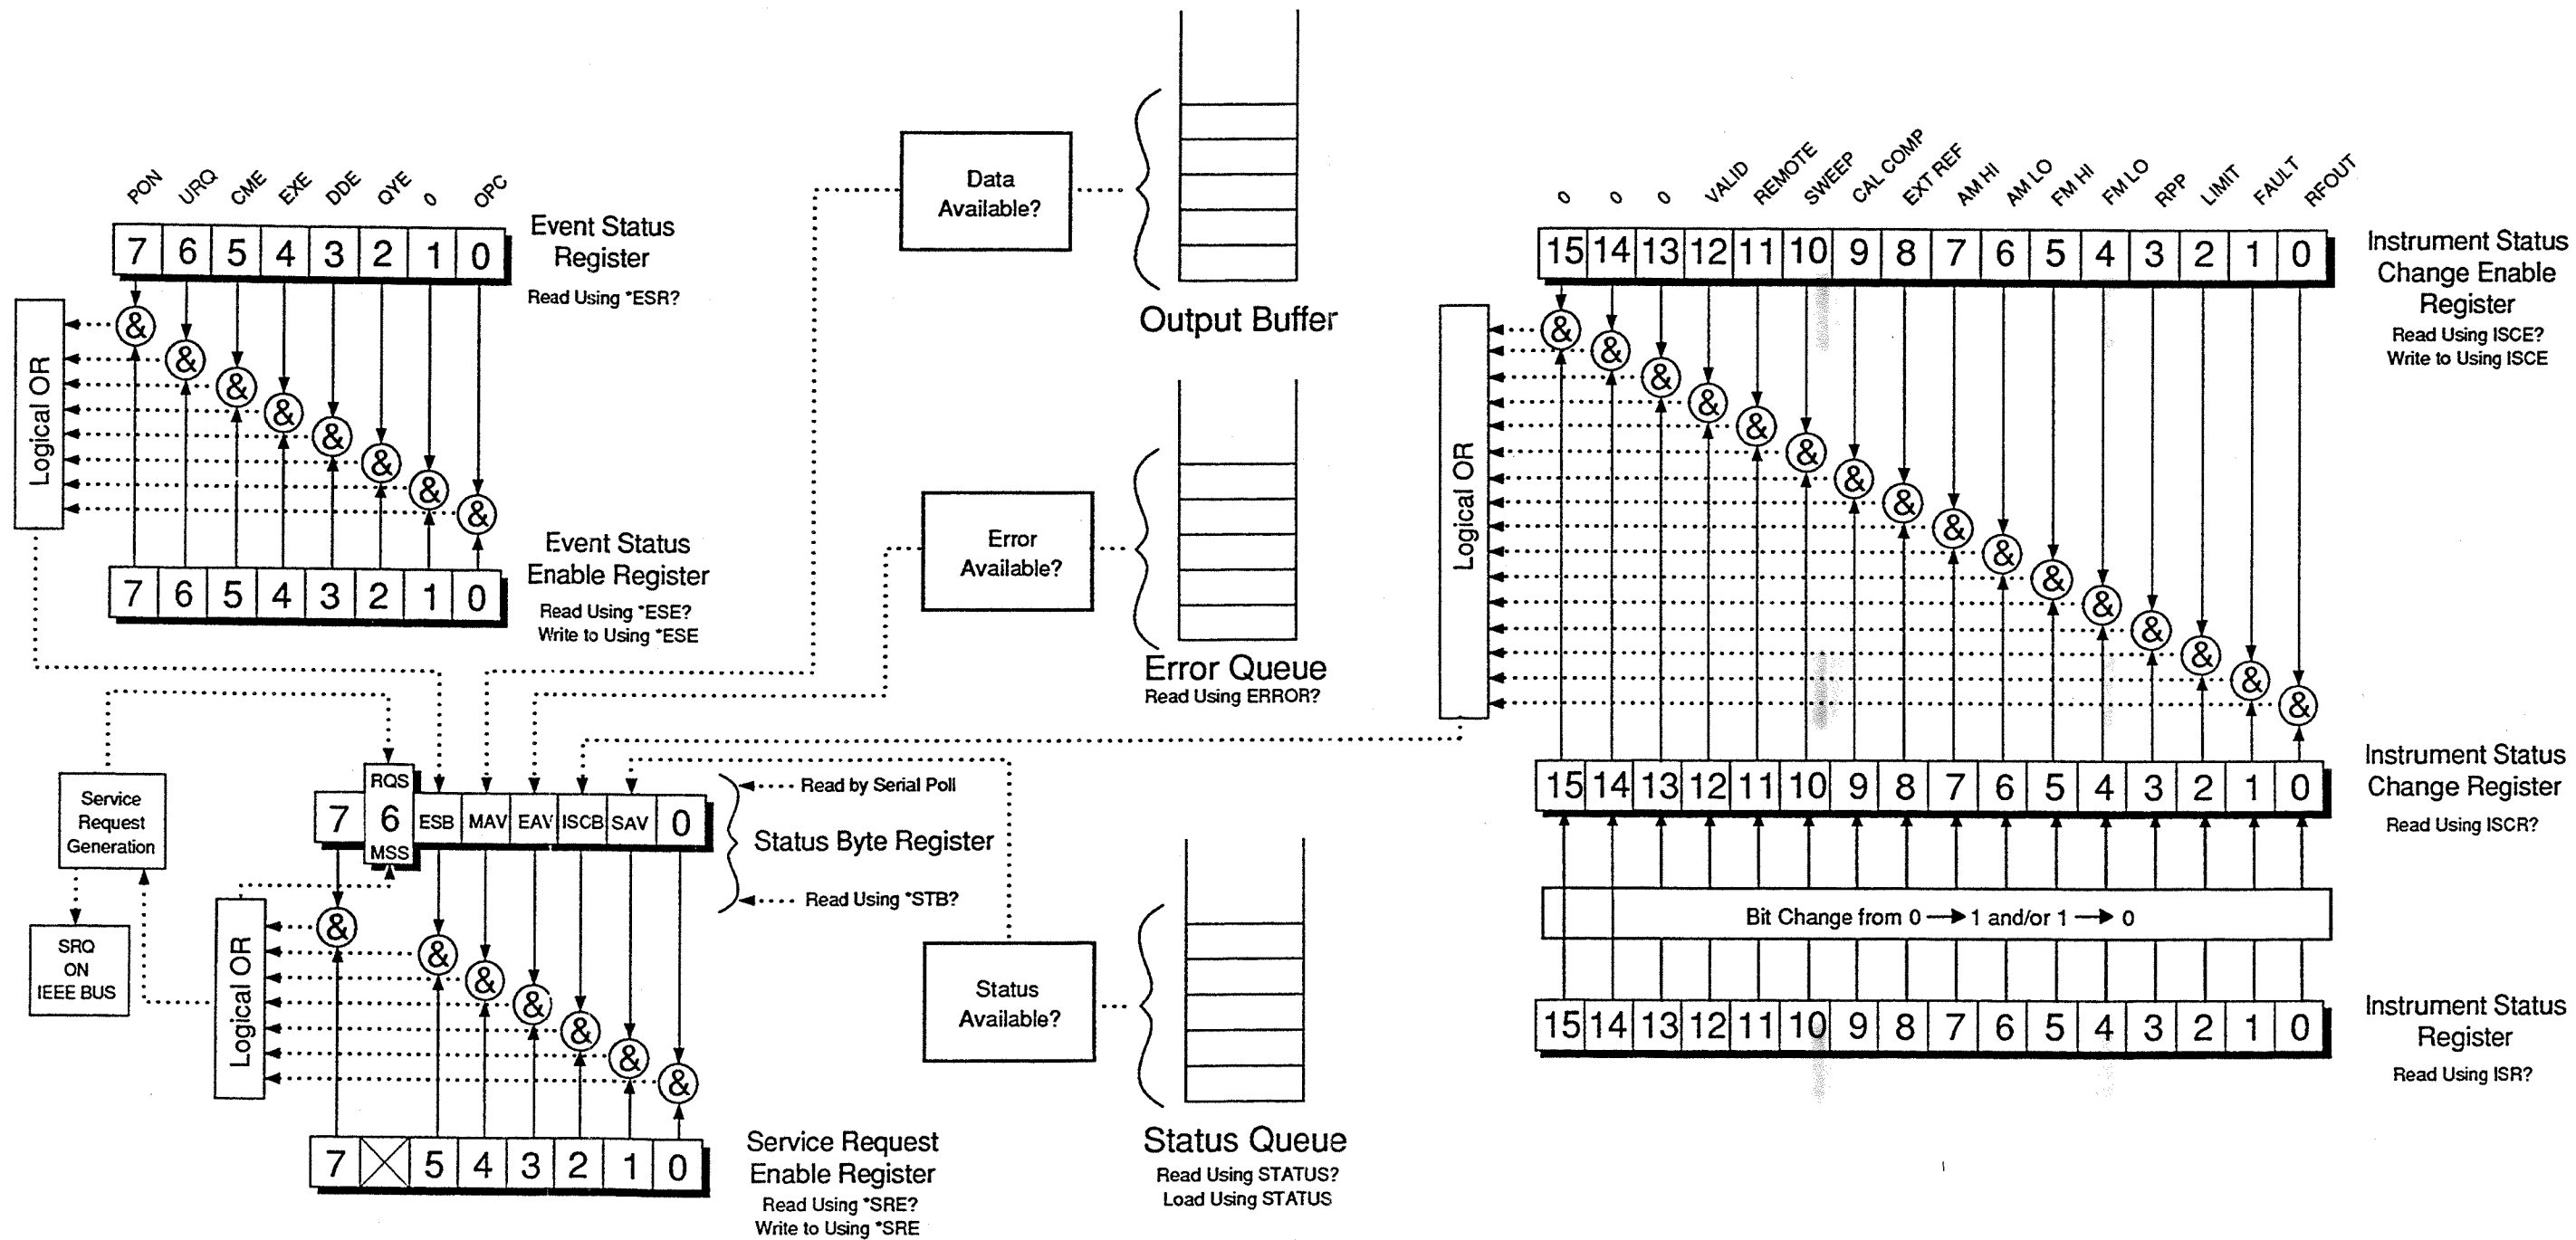 PON URQ CME EXE DDE QYE 0 OPC
7 6 5 4 3 2 1 0
Event Status
Register
Read Using *ESR?
& & & & & & & &
Logical OR
Event Status
Enable Register
7 6 5 4 3 2 1 0
Read Using *ESE?
Write to Using *ESE
Data
Available?
Output Buffer
Error
Available?
Error Queue
Read Using ERROR?
Service
Request
Generation
SRQ
ON
IEEE BUS
RQS
7 6 ESB MAV EAV ISCB SAV 0
MSS
Read by Serial Poll
Status Byte Register
Read Using *STB?
& & & & & & &
Logical OR
7 5 4 3 2 1 0
Service Request
Enable Register
Read Using *SRE?
Write to Using *SRE
Status
Available?
Status Queue
Read Using STATUS?
Load Using STATUS
0 0 0 VALID REMOTE SWEEP CAL COMP EXT REF AM HI AM LO FM HI FM LO RPP LIMIT FAULT RFOUT
15 14 13 12 11 10 9 8 7 6 5 4 3 2 1 0
Instrument Status
Change Enable
Register
Read Using ISCE?
Write to Using ISCE
& & & & & & & & & & & & & & & &
Logical OR
15 14 13 12 11 10 9 8 7 6 5 4 3 2 1 0
Instrument Status
Change Register
Read Using ISCR?
Bit Change from 0 → 1 and/or 1 → 0
15 14 13 12 11 10 9 8 7 6 5 4 3 2 1 0
Instrument Status
Register
Read Using ISR?